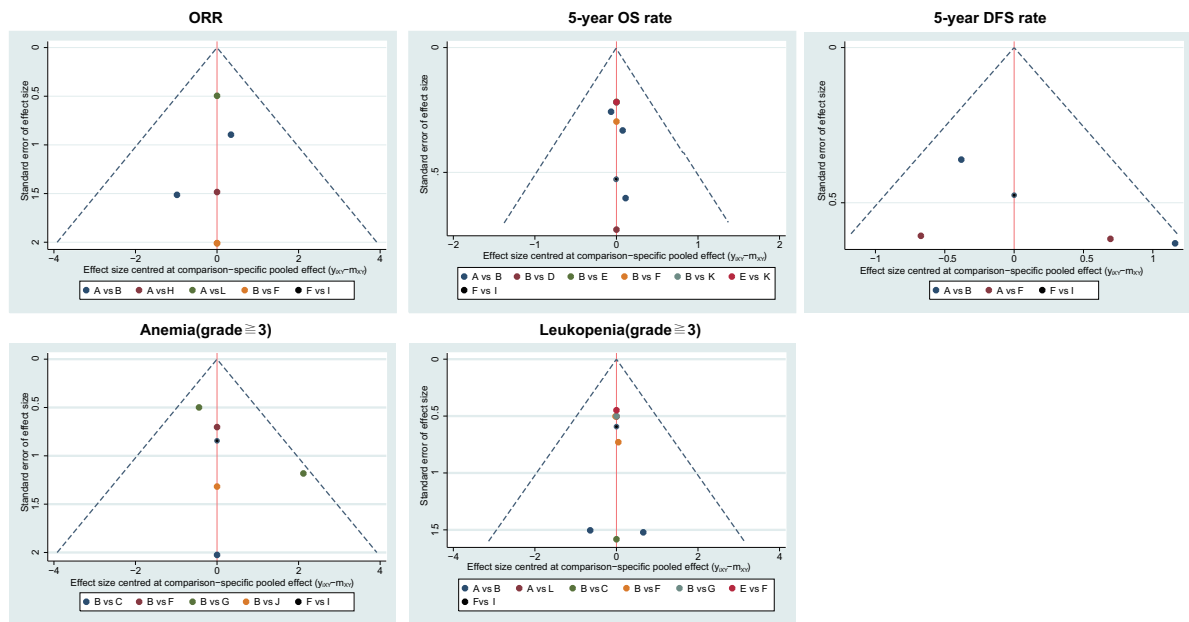 ORR
5-year OS rate
5-year DFS rate
Standard error of effect size
0
0.5
1
1.5
2
−4
−2
0
2
4
Effect size centred at comparison−specific pooled effect (yiXY−mXY)
A vs B
A vs H
A vs L
B vs F
F vs I
Standard error of effect size
0
.5
−2
−1
0
1
2
Effect size centred at comparison−specific pooled effect (yiXY−mXY)
A vs B
B vs D
B vs E
B vs F
B vs K
E vs K
F vs I
Standard error of effect size
0
0.5
−1
−0.5
0
0.5
1
Effect size centred at comparison−specific pooled effect (yiXY−mXY)
A vs B
A vs F
F vs I
Anemia(grade≧3)
Leukopenia(grade≧3)
Standard error of effect size
0
0.5
1
1.5
2
−4
−2
0
2
4
Effect size centred at comparison−specific pooled effect (yiXY−mXY)
B vs C
B vs F
B vs G
B vs J
F vs I
Standard error of effect size
0
0.5
1
1.5
−4
−2
0
2
4
Effect size centred at comparison−specific pooled effect (yiXY−mXY)
A vs B
A vs L
B vs C
B vs F
B vs G
E vs F
F vs I